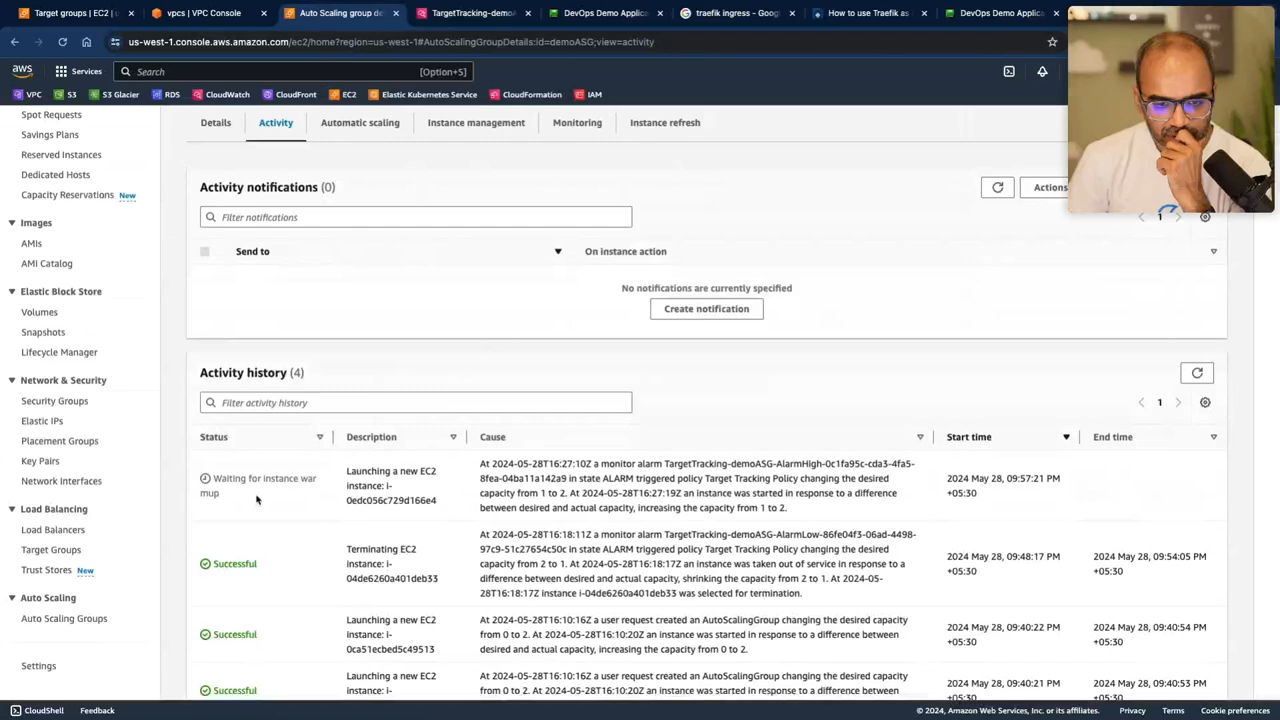 Target groups | EC2 |
vpcs | VPC Console
Auto Scaling group
TargetTracking-demo
DevOps Demo Applic
traefik ingress - Goog
How to use Traefik as
DevOps Demo Applic
us-west-1.console.aws.amazon.com/ec2/home?region=us-west-1#AutoScalingGroupDetails:id=demoASG;view=activity
aws
Services
Search
[Option+S]
VPC
S3
S3 Glacier
RDS
CloudWatch
CloudFront
EC2
Elastic Kubernetes Service
CloudFormation
IAM
Spot Requests
Savings Plans
Reserved Instances
Dedicated Hosts
Capacity Reservations New
Images
AMIs
AMI Catalog
Elastic Block Store
Volumes
Snapshots
Lifecycle Manager
Network & Security
Security Groups
Elastic IPs
Placement Groups
Key Pairs
Network Interfaces
Load Balancing
Load Balancers
Target Groups
Trust Stores New
Auto Scaling
Auto Scaling Groups
Settings
Details
Activity
Automatic scaling
Instance management
Monitoring
Instance refresh
Activity notifications (0)
Actions
Filter notifications
1
Send to
On instance action
No notifications are currently specified
Create notification
Activity history (4)
Filter activity history
1
Status
Description
Cause
Start time
End time
Waiting for instance war
mup
Launching a new EC2
instance: i-
0edc056c729d166e4
At 2024-05-28T16:27:10Z a monitor alarm TargetTracking-demoASG-AlarmHigh-0c1fa95c-cda3-4fa5-
8fea-04ba11a142a9 in state ALARM triggered policy Target Tracking Policy changing the desired
capacity from 1 to 2. At 2024-05-28T16:27:19Z an instance was started in response to a difference
between desired and actual capacity, increasing the capacity from 1 to 2.
2024 May 28, 09:57:21 PM
+05:30
Successful
Terminating EC2
instance: i-
04de6260a401deb33
At 2024-05-28T16:18:11Z a monitor alarm TargetTracking-demoASG-AlarmLow-86fe04f3-06ad-4498-
97c9-51c27654c50c in state ALARM triggered policy Target Tracking Policy changing the desired
capacity from 2 to 1. At 2024-05-28T16:18:17Z an instance was taken out of service in response to a
difference between desired and actual capacity, shrinking the capacity from 2 to 1. At 2024-05-
28T16:18:17Z instance i-04de6260a401deb33 was selected for termination.
2024 May 28, 09:48:17 PM
+05:30
2024 May 28, 09:54:05 PM
+05:30
Successful
Launching a new EC2
instance: i-
0ca51ecbed5c49513
At 2024-05-28T16:10:16Z a user request created an AutoScalingGroup changing the desired capacity
from 0 to 2. At 2024-05-28T16:10:20Z an instance was started in response to a difference between
desired and actual capacity, increasing the capacity from 0 to 2.
2024 May 28, 09:40:22 PM
+05:30
2024 May 28, 09:40:54 PM
+05:30
Successful
Launching a new EC2
instance: i-
At 2024-05-28T16:10:16Z a user request created an AutoScalingGroup changing the desired capacity
from 0 to 2. At 2024-05-28T16:10:20Z an instance was started in response to a difference between
2024 May 28, 09:40:21 PM
+05:30
2024 May 28, 09:40:53 PM
+05:30
CloudShell
Feedback
© 2024, Amazon Web Services, Inc. or its affiliates.
Privacy
Terms
Cookie preferences